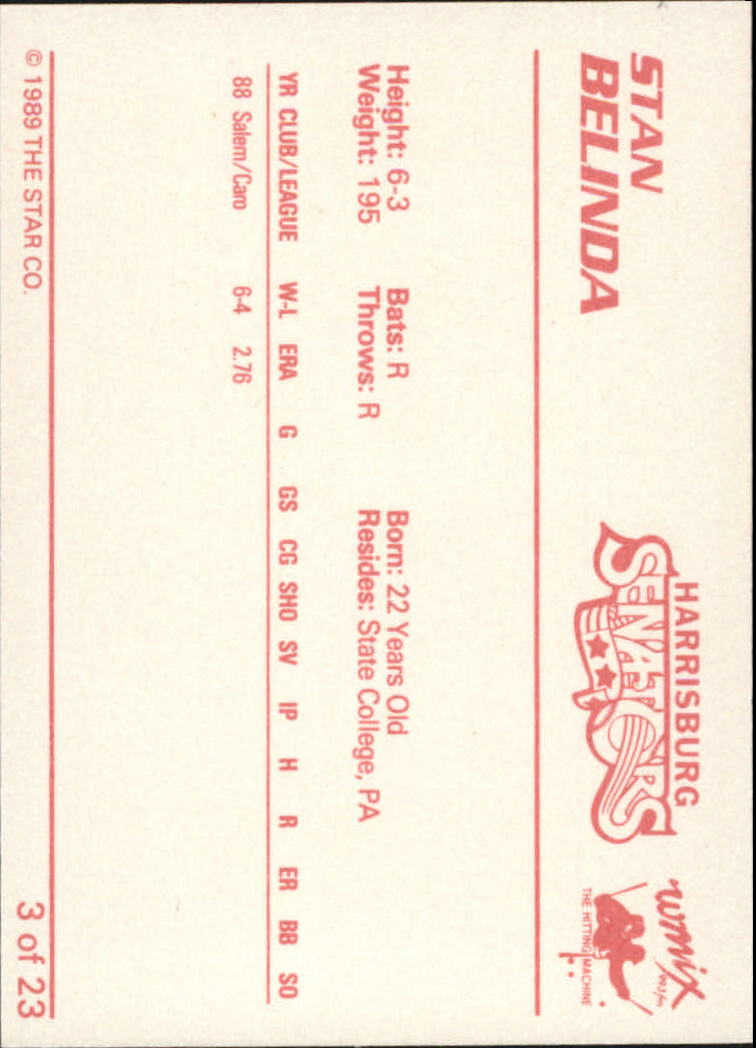 STAN
BELINDA
HARRISBURG
SENATORS
wmix
THE HITTING MACHINE
Height: 6-3 Bats: R Born: 22 Years Old
Weight: 195 Throws: R Resides: State College, PA
YR CLUB/LEAGUE W-L ERA G GS CG SHO SV IP H R ER BB SO
88 Salem/Caro 6-4 2.76
© 1989 THE STAR CO. 3 of 23